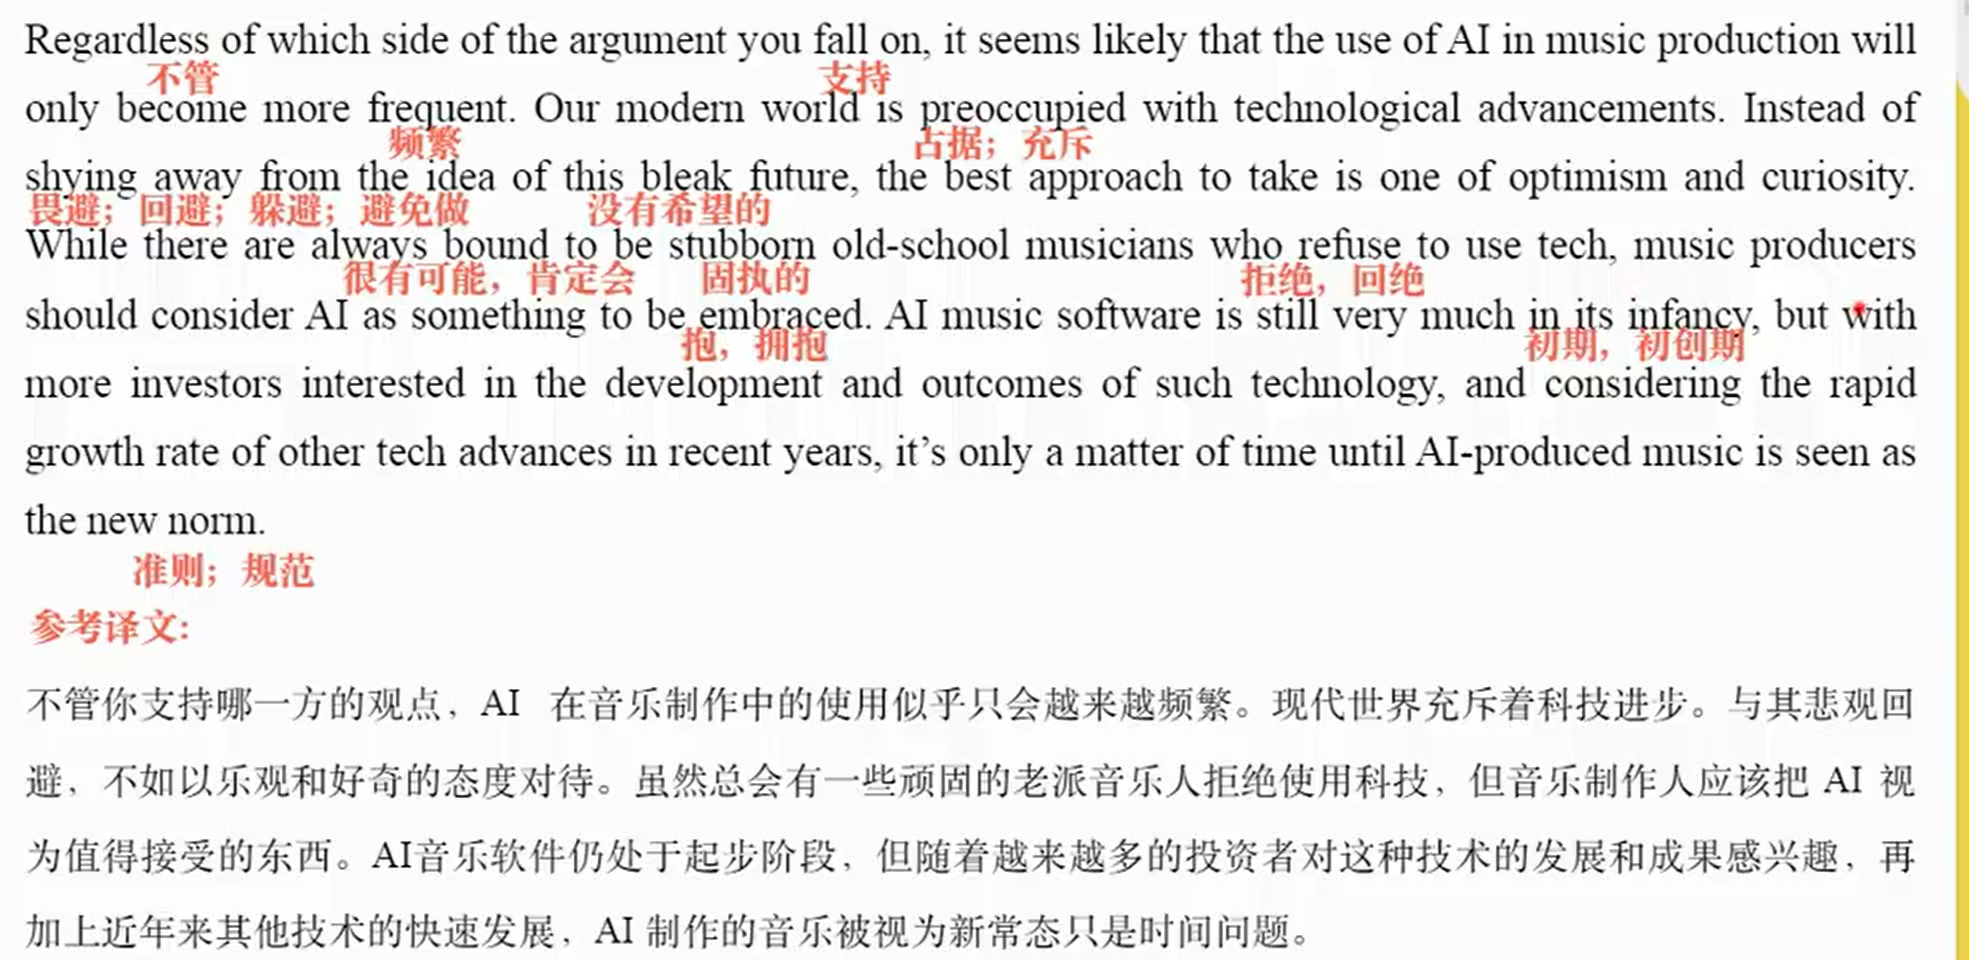 Regardless of which side of the argument you fall on, it seems likely that the use of AI in music production will
不管 支持
only become more frequent. Our modern world is preoccupied with technological advancements. Instead of
频繁 占据；充斥
shying away from the idea of this bleak future, the best approach to take is one of optimism and curiosity.
畏避；回避；躲避；避免做 没有希望的
While there are always bound to be stubborn old-school musicians who refuse to use tech, music producers
很有可能，肯定会 固执的 拒绝，回绝
should consider AI as something to be embraced. AI music software is still very much in its infancy, but with
抱，拥抱 初期，初创期
more investors interested in the development and outcomes of such technology, and considering the rapid
growth rate of other tech advances in recent years, it’s only a matter of time until AI-produced music is seen as
the new norm.
准则；规范
参考译文:
不管你支持哪一方的观点，AI 在音乐制作中的使用似乎只会越来越频繁。现代世界充斥着科技进步。与其悲观回
避，不如以乐观和好奇的态度对待。虽然总会有一些顽固的老派音乐人拒绝使用科技，但音乐制作人应该把 AI 视
为值得接受的东西。AI音乐软件仍处于起步阶段，但随着越来越多的投资者对这种技术的发展和成果感兴趣，再
加上近年来其他技术的快速发展，AI 制作的音乐被视为新常态只是时间问题。